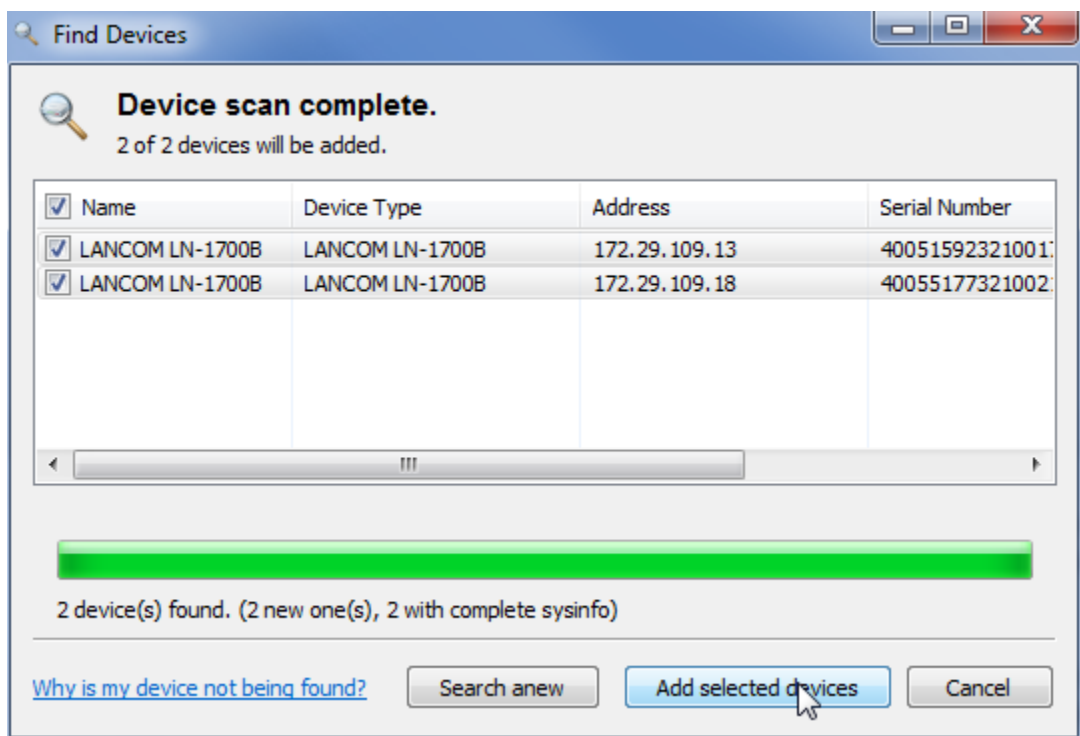 Find Devices
Device scan complete.
2 of 2 devices will be added.
Name Device Type Address Serial Number
LANCOM LN-1700B LANCOM LN-1700B 172.29.109.13
LANCOM LN-1700B LANCOM LN-1700B 172.29.109.18
2 device(s) found. (2 new one(s), 2 with complete sysinfo)
Why is my device not being found? Search anew Add selected devices Cancel